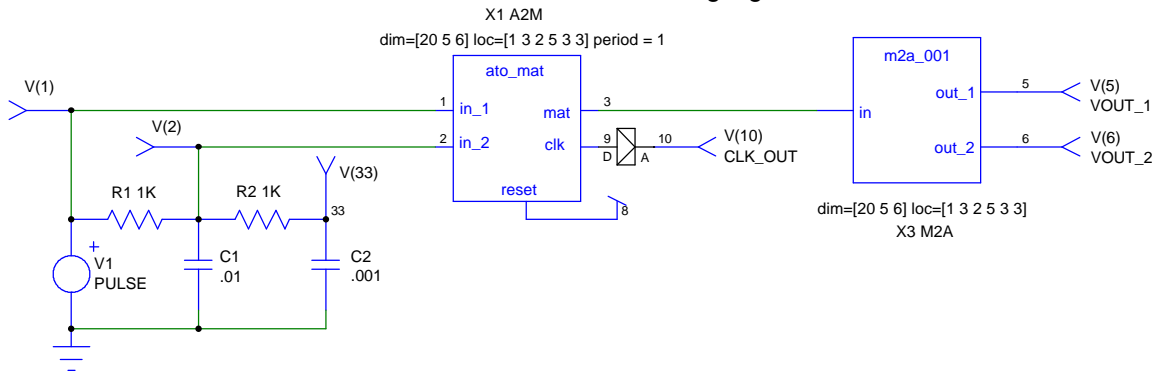 X1 A2M
dim=[20 5 6] loc=[1 3 2 5 3 3] period = 1
ato_mat
m2a_001
V(1)
1
in_1
mat
3
in
out_1
5
V(5)
VOUT_1
V(2)
2
in_2
clk
9
D
A
10
V(10)
CLK_OUT
out_2
6
V(6)
VOUT_2
V(33)
reset
8
R1 1K
R2 1K
33
dim=[20 5 6] loc=[1 3 2 5 3 3]
X3 M2A
+
V1
PULSE
C1
.01
C2
.001